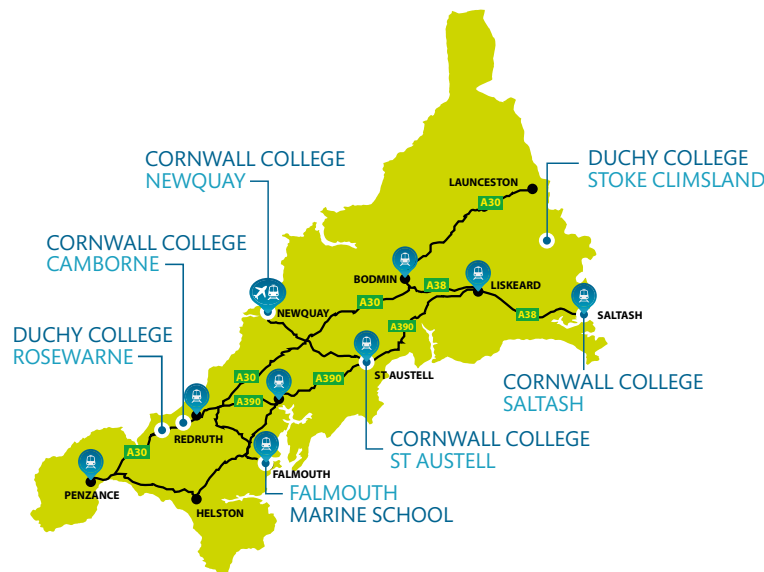 CORNWALL COLLEGE
NEWQUAY
DUCHY COLLEGE
STOKE CLIMSLAND
LAUNCESTON
A30
CORNWALL COLLEGE
CAMBORNE
BODMIN
A38
LISKEARD
A30
NEWQUAY
A38
SALTASH
A390
DUCHY COLLEGE
ROSEWARNE
ST AUSTELL
A30
A390
A390
CORNWALL COLLEGE
SALTASH
REDRUTH
A30
CORNWALL COLLEGE
ST AUSTELL
FALMOUTH
PENZANCE
HELSTON
FALMOUTH
MARINE SCHOOL